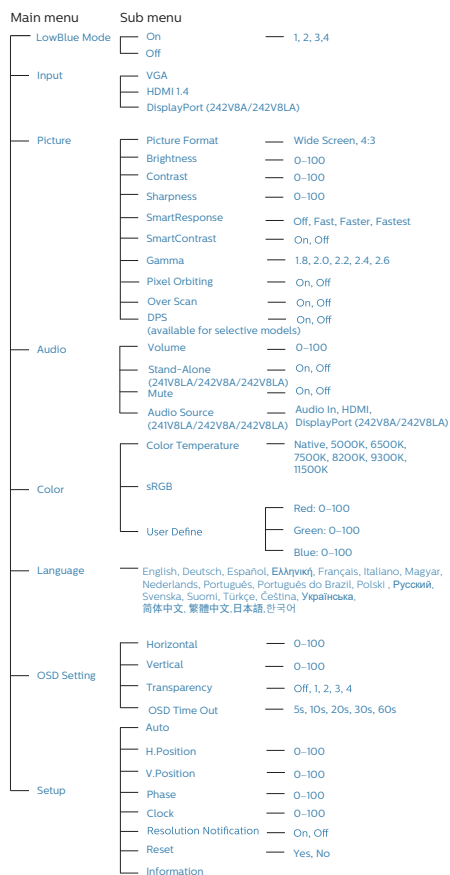 Main menu Sub menu
LowBlue Mode On 1, 2, 3,4
Off
Input VGA
HDMI 1.4
DisplayPort (242V8A/242V8LA)
Picture Picture Format Wide Screen, 4:3
Brightness 0–100
Contrast 0–100
Sharpness 0–100
SmartResponse Off, Fast, Faster, Fastest
SmartContrast On, Off
Gamma 1.8, 2.0, 2.2, 2.4, 2.6
Pixel Orbiting On, Off
Over Scan On, Off
DPS On, Off
(available for selective models)
Audio Volume 0–100
Stand-Alone On, Off
(241V8LA/242V8A/242V8LA)
Mute On, Off
Audio Source Audio In, HDMI,
(241V8LA/242V8A/242V8LA) DisplayPort (242V8A/242V8LA)
Color Temperature Native, 5000K, 6500K,
7500K, 8200K, 9300K,
11500K
Color sRGB
Red: 0–100
User Define Green: 0–100
Blue: 0–100
Language English, Deutsch, Español, Ελληνική, Français, Italiano, Magyar,
Nederlands, Português, Português do Brazil, Polski , Русский,
Svenska, Suomi, Türkçe, Čeština, Українська,
简体中文, 繁體中文,日本語,한국어
Horizontal 0–100
Vertical 0–100
OSD Setting Transparency Off, 1, 2, 3, 4
OSD Time Out 5s, 10s, 20s, 30s, 60s
Auto
H.Position 0–100
V.Position 0–100
Setup Phase 0–100
Clock 0–100
Resolution Notification On, Off
Reset Yes, No
Information